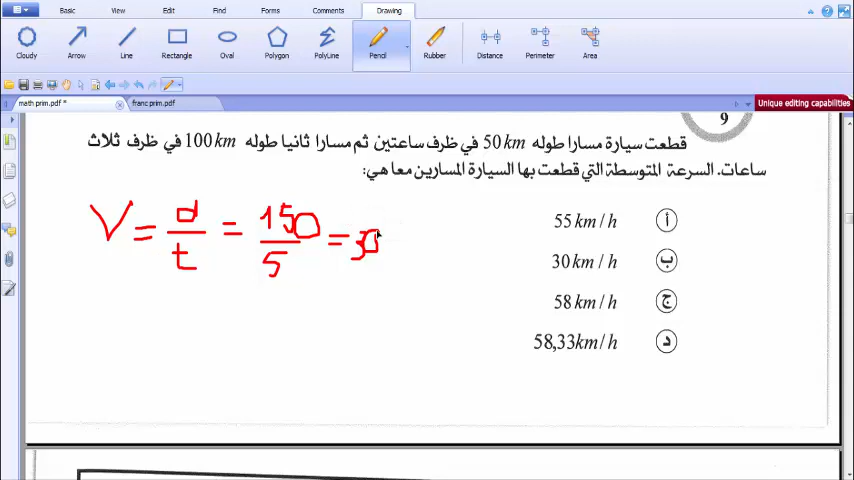 Basic View Edit Find Forms Comments Drawing
Cloudy Arrow Line Rectangle Oval Polygon PolyLine Pencil Rubber Distance Perimeter Area
math prim.pdf * franc prim.pdf Unique editing capabilities
9
قطعت سيارة مسارا طوله 50 km في ظرف ساعتين ثم مسارا ثانيا طوله 100 km في ظرف ثلاث
ساعات. السرعة المتوسطة التي قطعت بها السيارة المسارين معا هي:
أ 55 km / h
ب 30 km / h
ج 58 km / h
د 58,33 km / h
V = d/t = 150/5 = 30